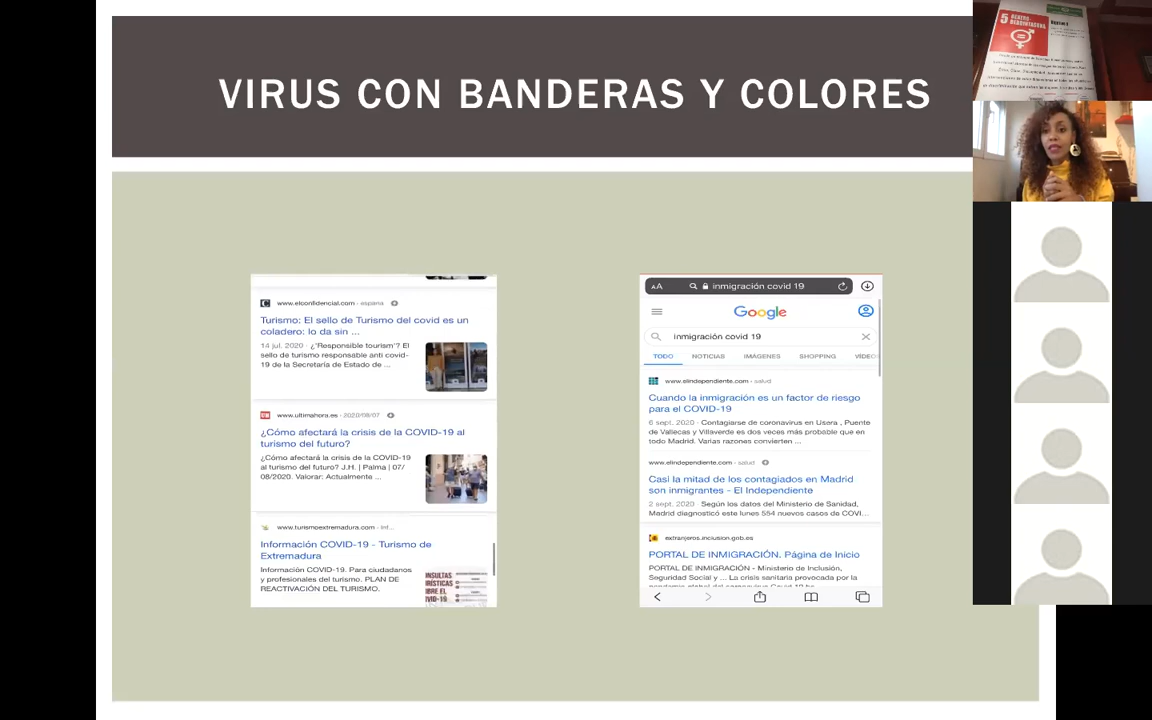 VIRUS CON BANDERAS Y COLORES
www.elconfidencial.com › españa
Turismo: El sello de Turismo del covid es un
coladero: lo da sin ...
14 jul. 2020 · ¿'Responsible tourism'? El
sello de turismo responsable anti covid-
19 de la Secretaría de Estado de ...
www.ultimahora.es › 2020/08/07
¿Cómo afectará la crisis de la COVID-19 al
turismo del futuro?
¿Cómo afectará la crisis de la COVID-19
al turismo del futuro? J.H. | Palma | 07/
08/2020. Valorar: Actualmente ...
www.turismoextremadura.com › inf...
Información COVID-19 - Turismo de
Extremadura
Información COVID-19. Para ciudadanos
y profesionales del turismo. PLAN DE
REACTIVACIÓN DEL TURISMO.
AA inmigración covid 19
Google
inmigración covid 19
TODO NOTICIAS IMÁGENES SHOPPING VÍDEO
www.elindependiente.com › salud
Cuando la inmigración es un factor de riesgo
para el COVID-19
6 sept. 2020 · Contagiarse de coronavirus en Usera , Puente
de Vallecas y Villaverde es dos veces más probable que en
todo Madrid. Varias razones convierten ...
www.elindependiente.com › salud
Casi la mitad de los contagiados en Madrid
son inmigrantes - El Independiente
2 sept. 2020 · Según los datos del Ministerio de Sanidad,
Madrid diagnosticó este lunes 554 nuevos casos de COVI...
extranjeros.inclusion.gob.es
PORTAL DE INMIGRACIÓN. Página de Inicio
PORTAL DE INMIGRACIÓN - Ministerio de Inclusión,
Seguridad Social y ... La crisis sanitaria provocada por la
5